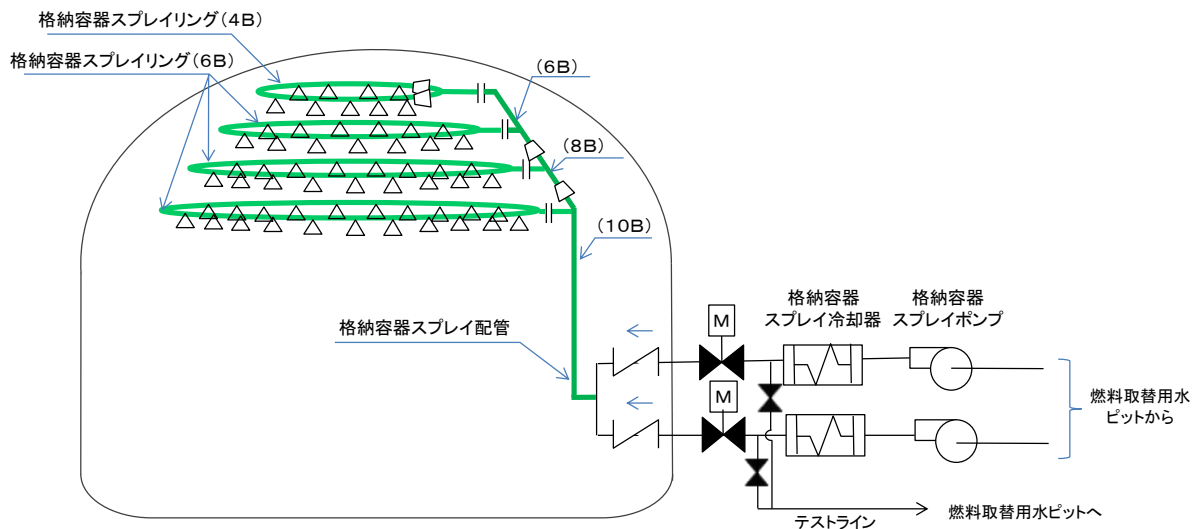 格納容器スプレイリング(4B)
格納容器スプレイリング(6B)
(6B)
(8B)
(10B)
格納容器スプレイ配管
M
M
格納容器
スプレイ冷却器
格納容器
スプレイポンプ
燃料取替用水
ピットから
テストライン
燃料取替用水ピットへ